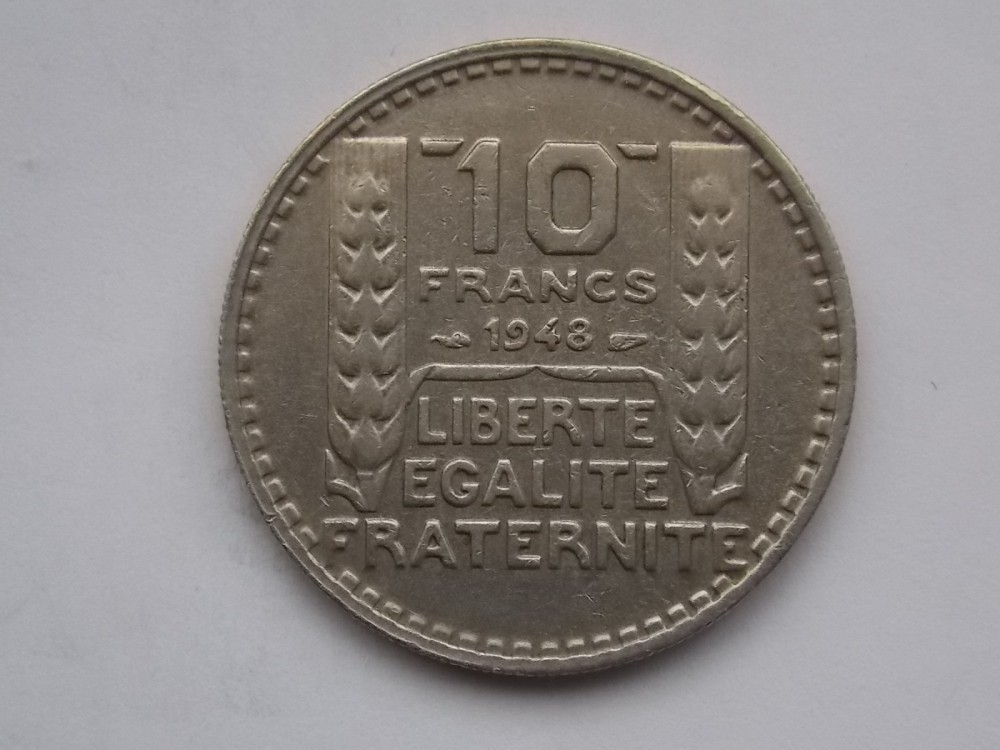 10
FRANCS
1948
LIBERTE
EGALITE
FRATERNITE